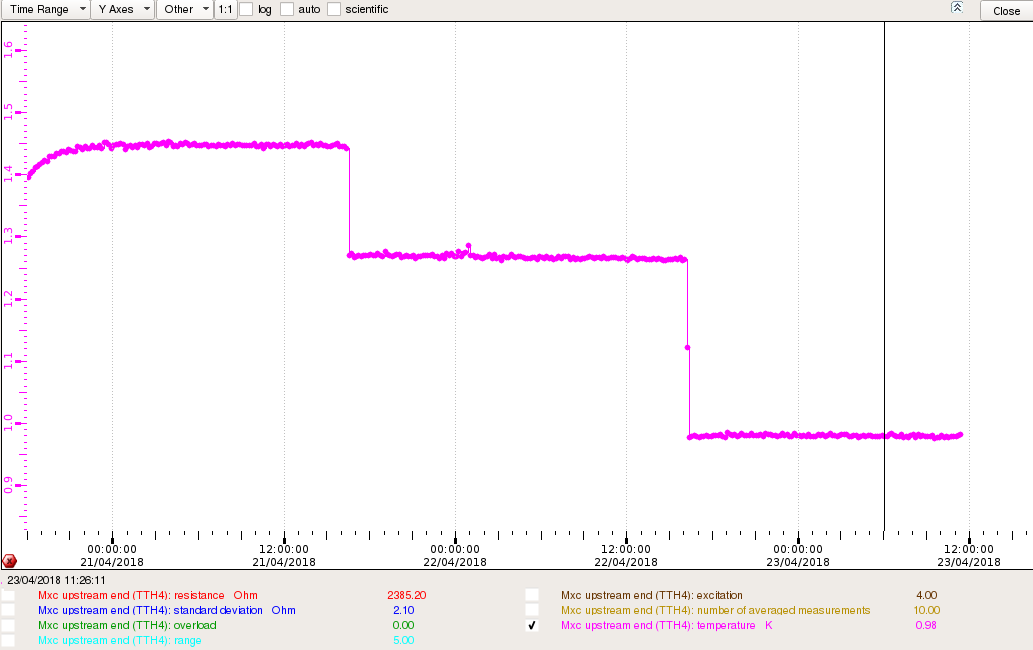 Time Range Y Axes Other 1:1 log auto scientific Close
1.6
1.5
1.4
1.3
1.2
1.1
1.0
0.9
00:00:00 12:00:00 00:00:00 12:00:00 00:00:00 12:00:00
21/04/2018 21/04/2018 22/04/2018 22/04/2018 23/04/2018 23/04/2018
23/04/2018 11:26:11
Mxc upstream end (TTH4): resistance Ohm 2385.20 Mxc upstream end (TTH4): excitation 4.00
Mxc upstream end (TTH4): standard deviation Ohm 2.10 Mxc upstream end (TTH4): number of averaged measurements 10.00
Mxc upstream end (TTH4): overload 0.00 Mxc upstream end (TTH4): temperature K 0.98
Mxc upstream end (TTH4): range 5.00